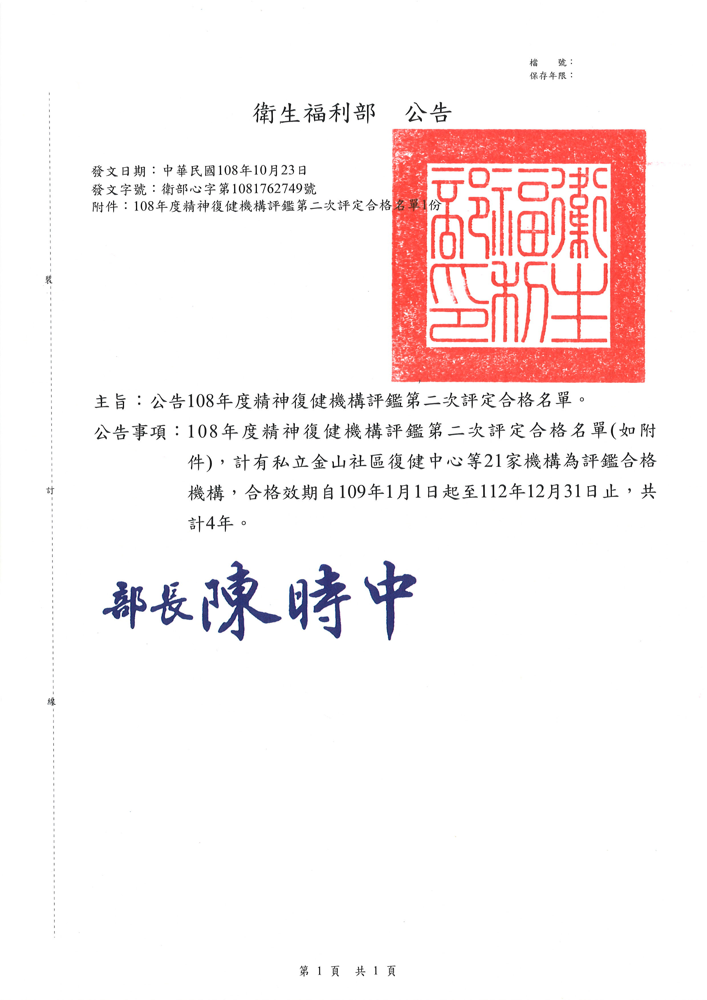 檔　　號：
保存年限：
衛生福利部　公告
發文日期：中華民國108年10月23日
發文字號：衛部心字第1081762749號
附件：108年度精神復健機構評鑑第二次評定合格名單1份
衛生福利部印
主旨：公告108年度精神復健機構評鑑第二次評定合格名單。
公告事項：108年度精神復健機構評鑑第二次評定合格名單(如附
件)，計有私立金山社區復健中心等21家機構為評鑑合格
機構，合格效期自109年1月1日起至112年12月31日止，共
計4年。
部長陳時中
裝
訂
線
第 1 頁　共 1 頁